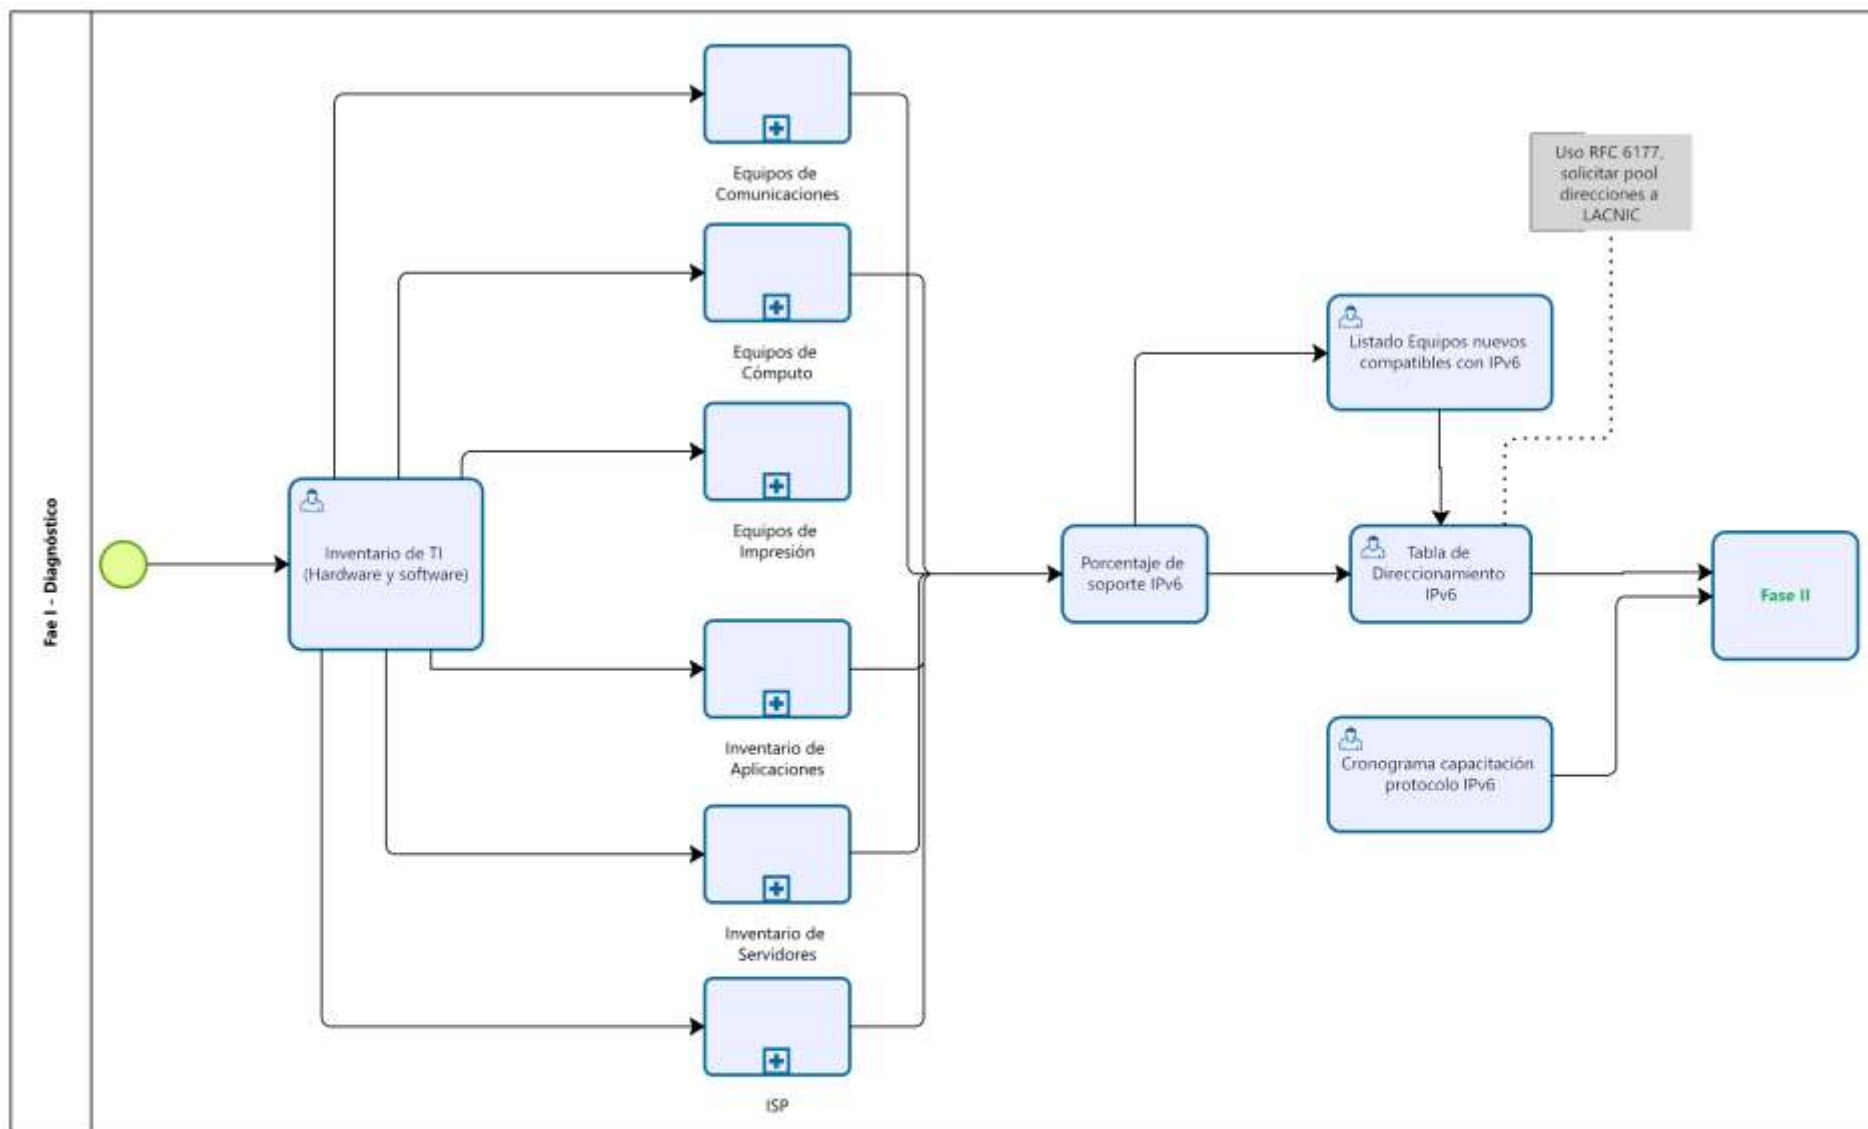 Fae I - Diagnóstico
Inventario de TI
(Hardware y software)
Equipos de
Comunicaciones
Equipos de
Cómputo
Equipos de
Impresión
Inventario de
Aplicaciones
Inventario de
Servidores
ISP
Porcentaje de
soporte IPv6
Listado Equipos nuevos
compatibles con IPv6
Uso RFC 6177,
solicitar pool
direcciones a
LACNIC
Tabla de
Direccionamiento
IPv6
Cronograma capacitación
protocolo IPv6
Fase II